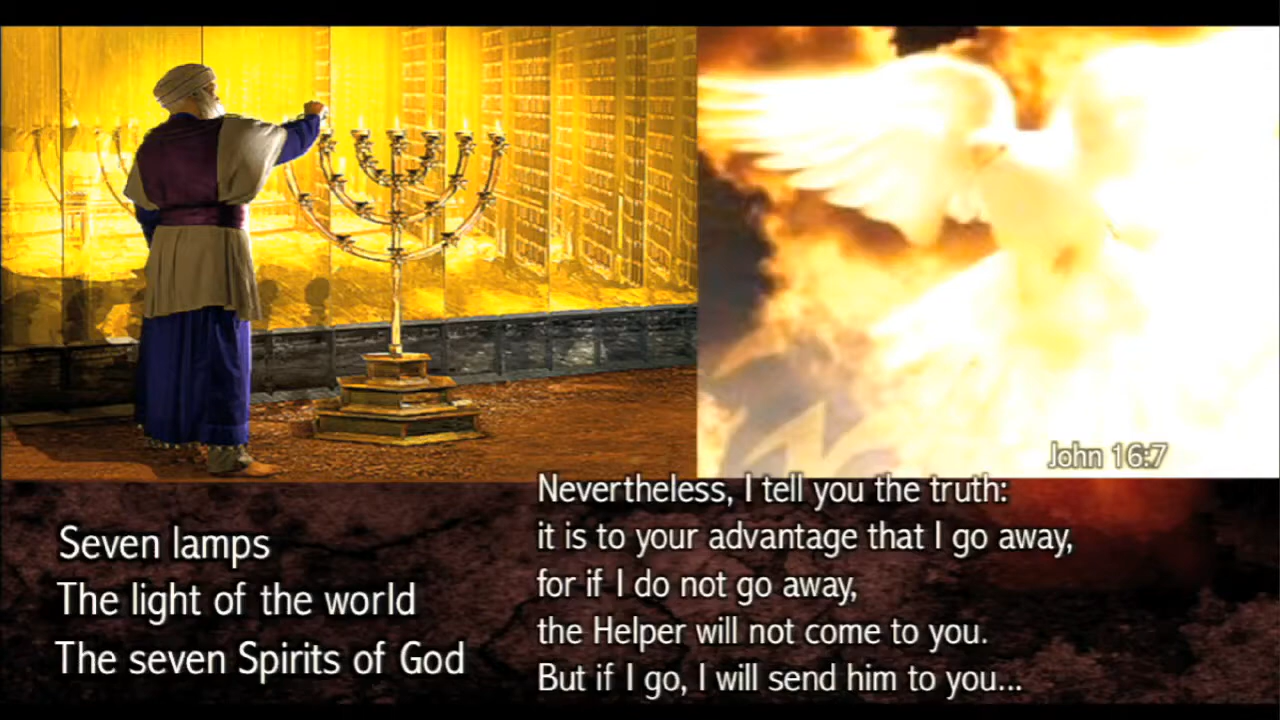 Seven lamps
The light of the world
The seven Spirits of God
John 16:7
Nevertheless, I tell you the truth:
it is to your advantage that I go away,
for if I do not go away,
the Helper will not come to you.
But if I go, I will send him to you...